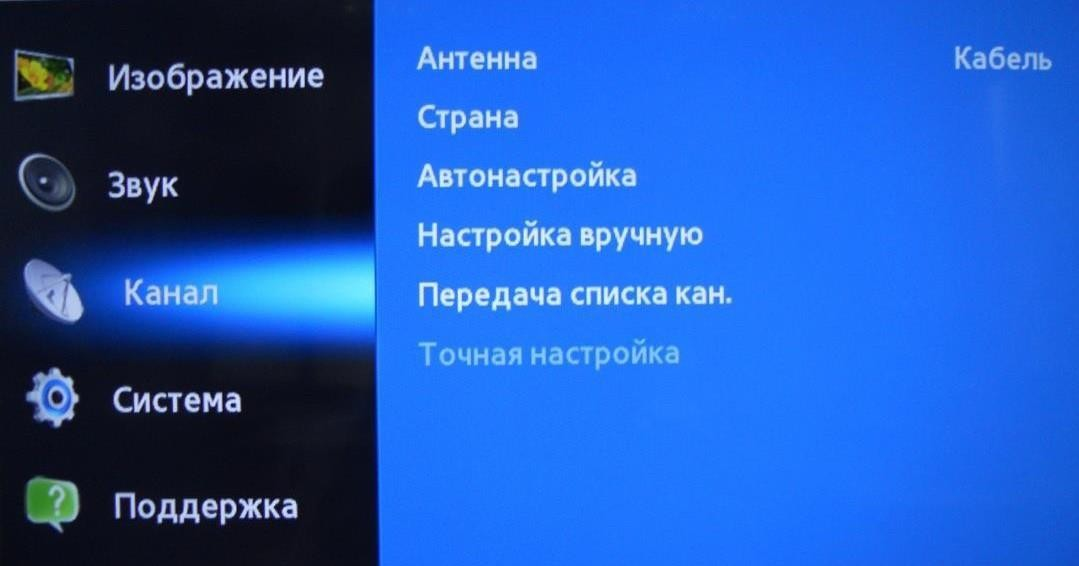 Изображение
Звук
Канал
Система
Поддержка
Антенна Кабель
Страна
Автонастройка
Настройка вручную
Передача списка кан.
Точная настройка